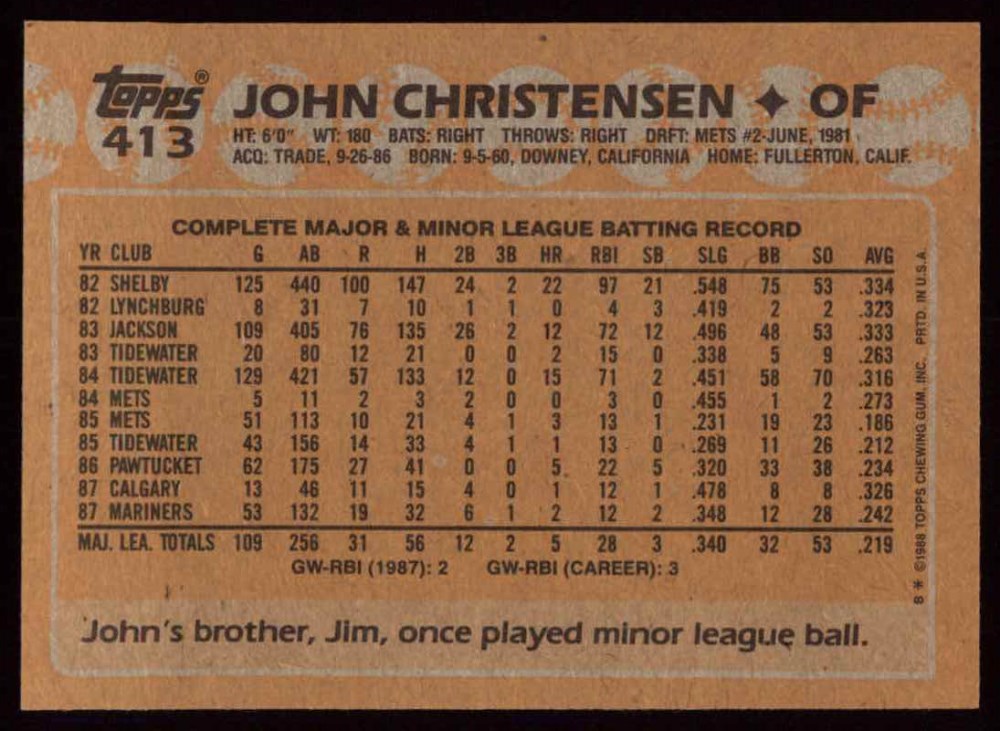 Topps® JOHN CHRISTENSEN ✦ OF
413 HT: 6'0" WT: 180 BATS: RIGHT THROWS: RIGHT DRFT: METS #2-JUNE, 1981
ACQ: TRADE, 9-26-86 BORN: 9-5-60, DOWNEY, CALIFORNIA HOME: FULLERTON, CALIF.
COMPLETE MAJOR & MINOR LEAGUE BATTING RECORD
YR CLUB G AB R H 2B 3B HR RBI SB SLG BB SO AVG
82 SHELBY 125 440 100 147 24 2 22 97 21 .548 75 53 .334
82 LYNCHBURG 8 31 7 10 1 1 0 4 3 .419 2 2 .323
83 JACKSON 109 405 76 135 26 2 12 72 12 .496 48 53 .333
83 TIDEWATER 20 80 12 21 0 0 2 15 0 .338 5 9 .263
84 TIDEWATER 129 421 57 133 12 0 15 71 2 .451 58 70 .316
84 METS 5 11 2 3 2 0 0 3 0 .455 1 2 .273
85 METS 51 113 10 21 4 1 3 13 1 .231 19 23 .186
85 TIDEWATER 43 156 14 33 4 1 1 13 0 .269 11 26 .212
86 PAWTUCKET 62 175 27 41 0 0 5 22 5 .320 33 38 .234
87 CALGARY 13 46 11 15 4 0 1 12 1 .478 8 8 .326
87 MARINERS 53 132 19 32 6 1 2 12 2 .348 12 28 .242
MAJ. LEA. TOTALS 109 256 31 56 12 2 5 28 3 .340 32 53 .219
GW-RBI (1987): 2 GW-RBI (CAREER): 3
John's brother, Jim, once played minor league ball.
8 * ©1988 TOPPS CHEWING GUM, INC. PRTD. IN U.S.A.